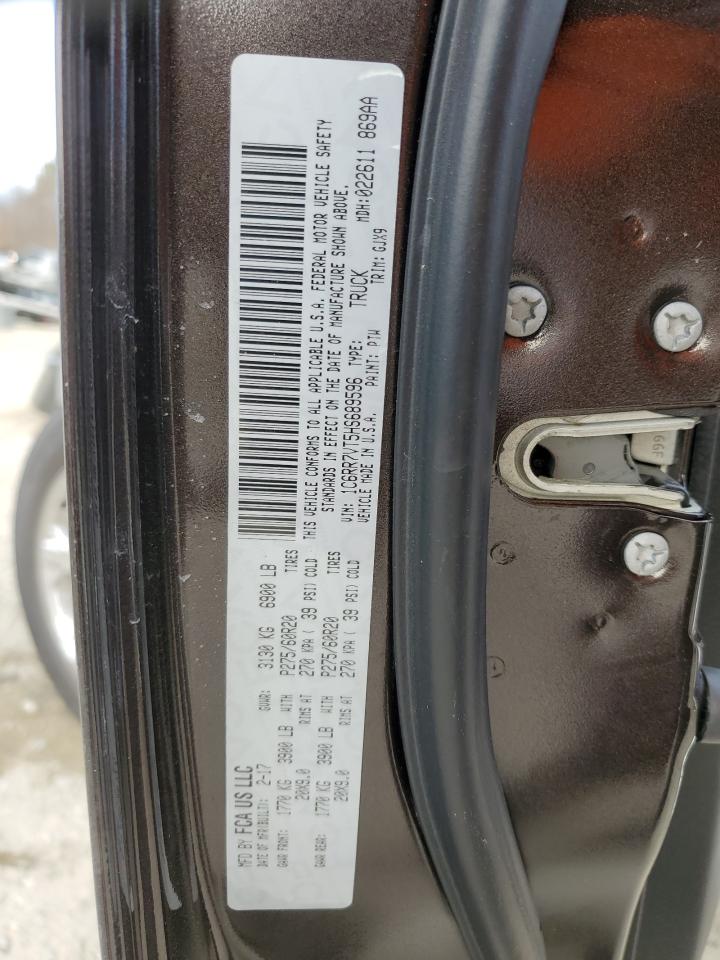 MFD BY FCA US LLC
DATE OF MFR(BUILT): 2-17 GVWR: 3130 KG 6900 LB
GAWR FRONT: 1770 KG 3900 LB WITH P275/60R20 TIRES
20X9.0 RIMS AT 270 KPA ( 39 PSI) COLD
GAWR REAR: 1770 KG 3900 LB WITH P275/60R20 TIRES
20X9.0 RIMS AT 270 KPA ( 39 PSI) COLD
THIS VEHICLE CONFORMS TO ALL APPLICABLE U.S.A. FEDERAL MOTOR VEHICLE SAFETY
STANDARDS IN EFFECT ON THE DATE OF MANUFACTURE SHOWN ABOVE.
VIN: 1C6RR7VT5HS689596 TYPE: TRUCK MDH:022611 869AA
VEHICLE MADE IN U.S.A. PAINT: PTW TRIM: GJX9
66F